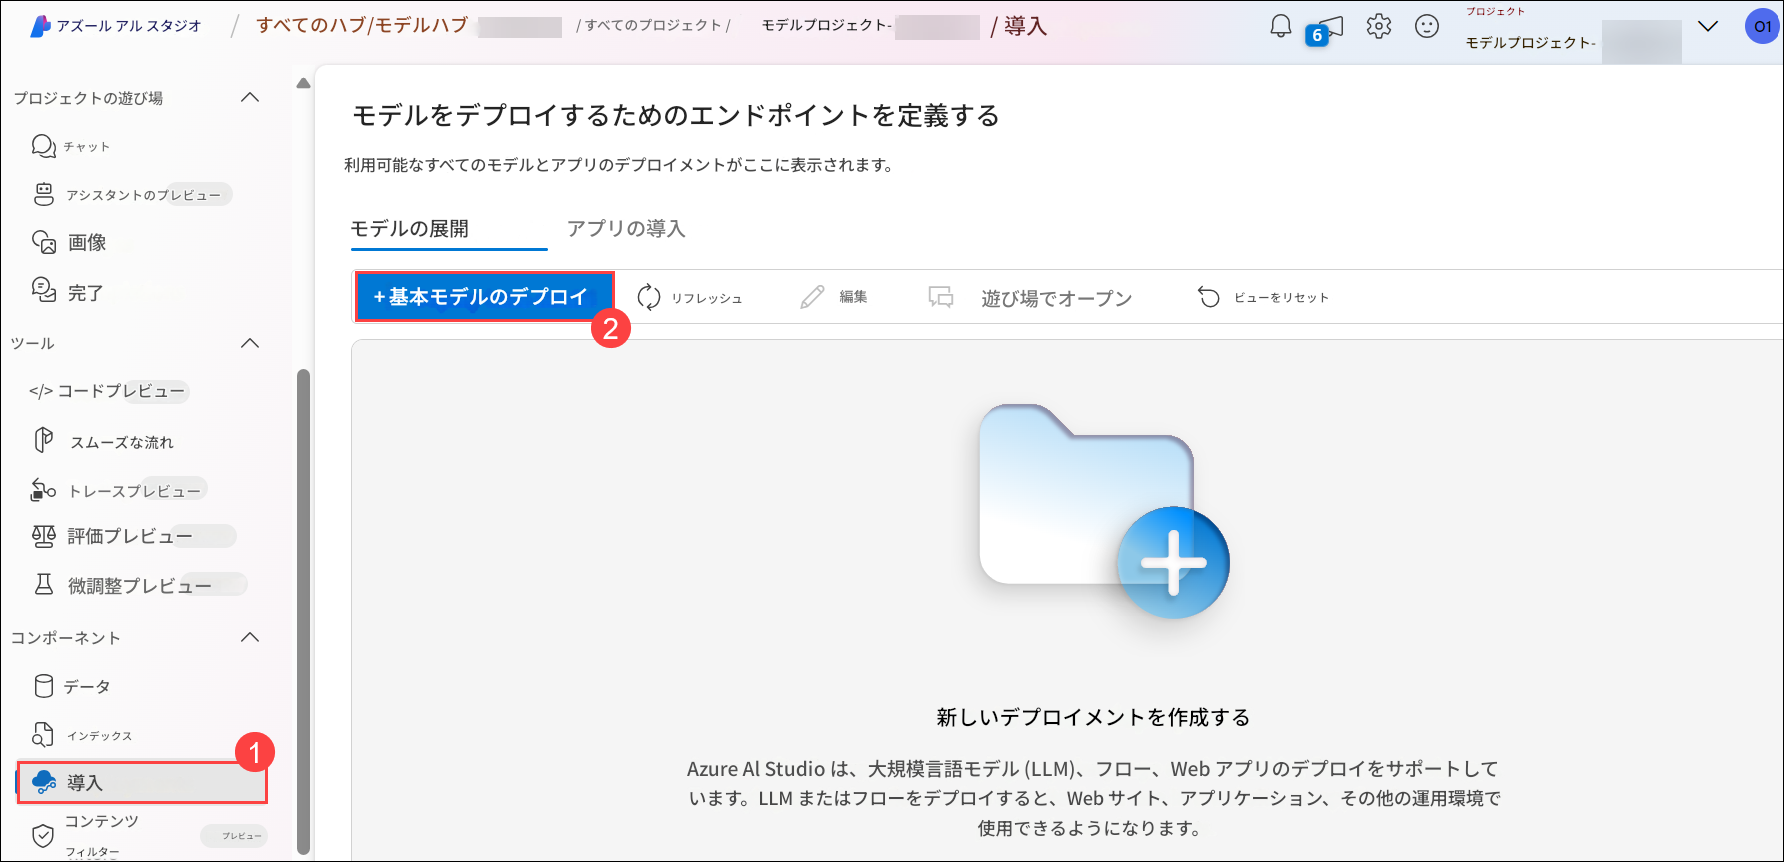 アズール アル スタジオ / すべてのハブ/モデルハブ / すべてのプロジェクト / モデルプロジェクト- / 導入
6
プロジェクト
モデルプロジェクト-
O1
プロジェクトの遊び場
チャット
アシスタントのプレビュー
画像
完了
ツール
</> コードプレビュー
スムーズな流れ
トレースプレビュー
評価プレビュー
微調整プレビュー
コンポーネント
データ
インデックス
1
導入
コンテンツ
フィルター
プレビュー
モデルをデプロイするためのエンドポイントを定義する
利用可能なすべてのモデルとアプリのデプロイメントがここに表示されます。
モデルの展開 アプリの導入
+基本モデルのデプロイ リフレッシュ 編集 遊び場でオープン ビューをリセット
2
新しいデプロイメントを作成する
Azure Al Studio は、大規模言語モデル (LLM)、フロー、Web アプリのデプロイをサポートして
います。LLM またはフローをデプロイすると、Web サイト、アプリケーション、その他の運用環境で
使用できるようになります。